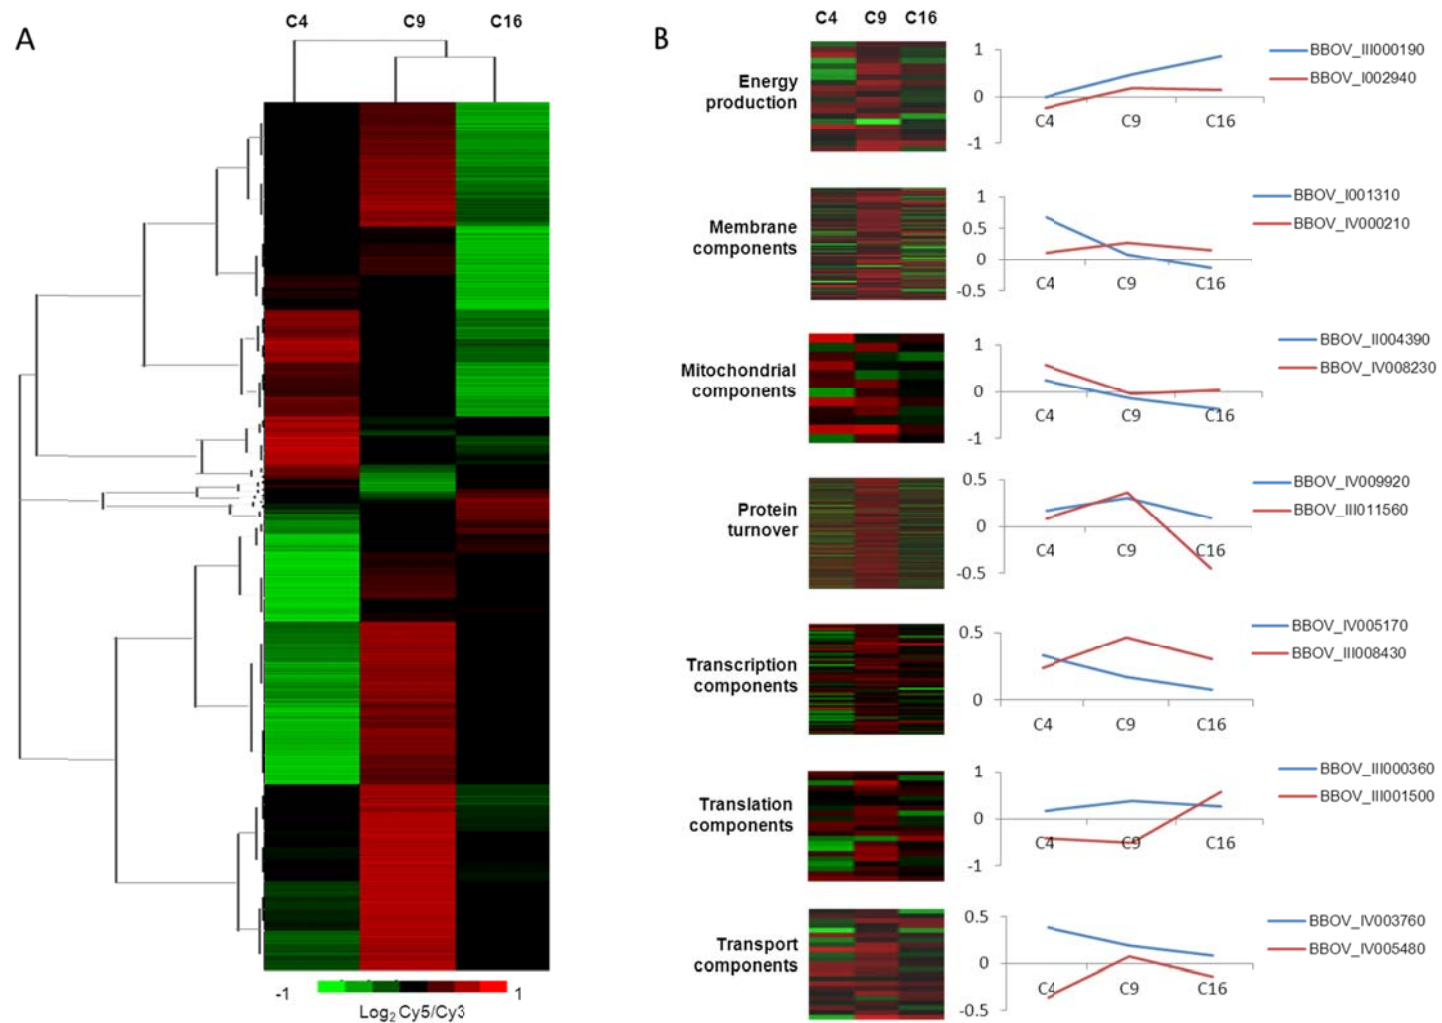 A
C4 C9 C16
-1 1
Log2 Cy5/Cy3
B
C4 C9 C16
Energy
production
1
0
-1
C4 C9 C16
BBOV_III000190
BBOV_I002940
Membrane
components
1
0.5
0
-0.5
C4 C9 C16
BBOV_I001310
BBOV_IV000210
Mitochondrial
components
1
0
-1
C4 C9 C16
BBOV_II004390
BBOV_IV008230
Protein
turnover
0.5
0
-0.5
C4 C9 C16
BBOV_IV009920
BBOV_III011560
Transcription
components
0.5
0
C4 C9 C16
BBOV_IV005170
BBOV_III008430
Translation
components
1
0
-1
C4 C9 C16
BBOV_III000360
BBOV_III001500
Transport
components
0.5
0
-0.5
C4 C9 C16
BBOV_IV003760
BBOV_IV005480